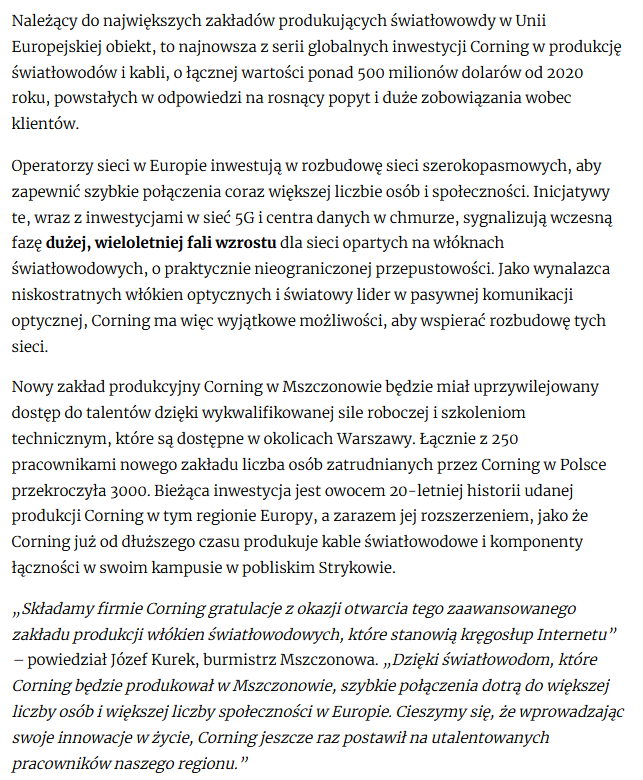 Należący do największych zakładów produkujących światłowowdy w Unii
Europejskiej obiekt, to najnowsza z serii globalnych inwestycji Corning w produkcję
światłowodów i kabli, o łącznej wartości ponad 500 milionów dolarów od 2020
roku, powstałych w odpowiedzi na rosnący popyt i duże zobowiązania wobec
klientów.
Operatorzy sieci w Europie inwestują w rozbudowę sieci szerokopasmowych, aby
zapewnić szybkie połączenia coraz większej liczbie osób i społeczności. Inicjatywy
te, wraz z inwestycjami w sieć 5G i centra danych w chmurze, sygnalizują wczesną
fazę dużej, wieloletniej fali wzrostu dla sieci opartych na włóknach
światłowodowych, o praktycznie nieograniczonej przepustowości. Jako wynalazca
niskostratnych włókien optycznych i światowy lider w pasywnej komunikacji
optycznej, Corning ma więc wyjątkowe możliwości, aby wspierać rozbudowę tych
sieci.
Nowy zakład produkcyjny Corning w Mszczonowie będzie miał uprzywilejowany
dostęp do talentów dzięki wykwalifikowanej sile roboczej i szkoleniom
technicznym, które są dostępne w okolicach Warszawy. Łącznie z 250
pracownikami nowego zakładu liczba osób zatrudnianych przez Corning w Polsce
przekroczyła 3000. Bieżąca inwestycja jest owocem 20-letniej historii udanej
produkcji Corning w tym regionie Europy, a zarazem jej rozszerzeniem, jako że
Corning już od dłuższego czasu produkuje kable światłowodowe i komponenty
łączności w swoim kampusie w pobliskim Strykowie.
„Składamy firmie Corning gratulacje z okazji otwarcia tego zaawansowanego
zakładu produkcji włókien światłowodowych, które stanowią kręgosłup Internetu”
– powiedział Józef Kurek, burmistrz Mszczonowa. „Dzięki światłowodom, które
Corning będzie produkował w Mszczonowie, szybkie połączenia dotrą do większej
liczby osób i większej liczby społeczności w Europie. Cieszymy się, że wprowadzając
swoje innowacje w życie, Corning jeszcze raz postawił na utalentowanych
pracowników naszego regionu.”